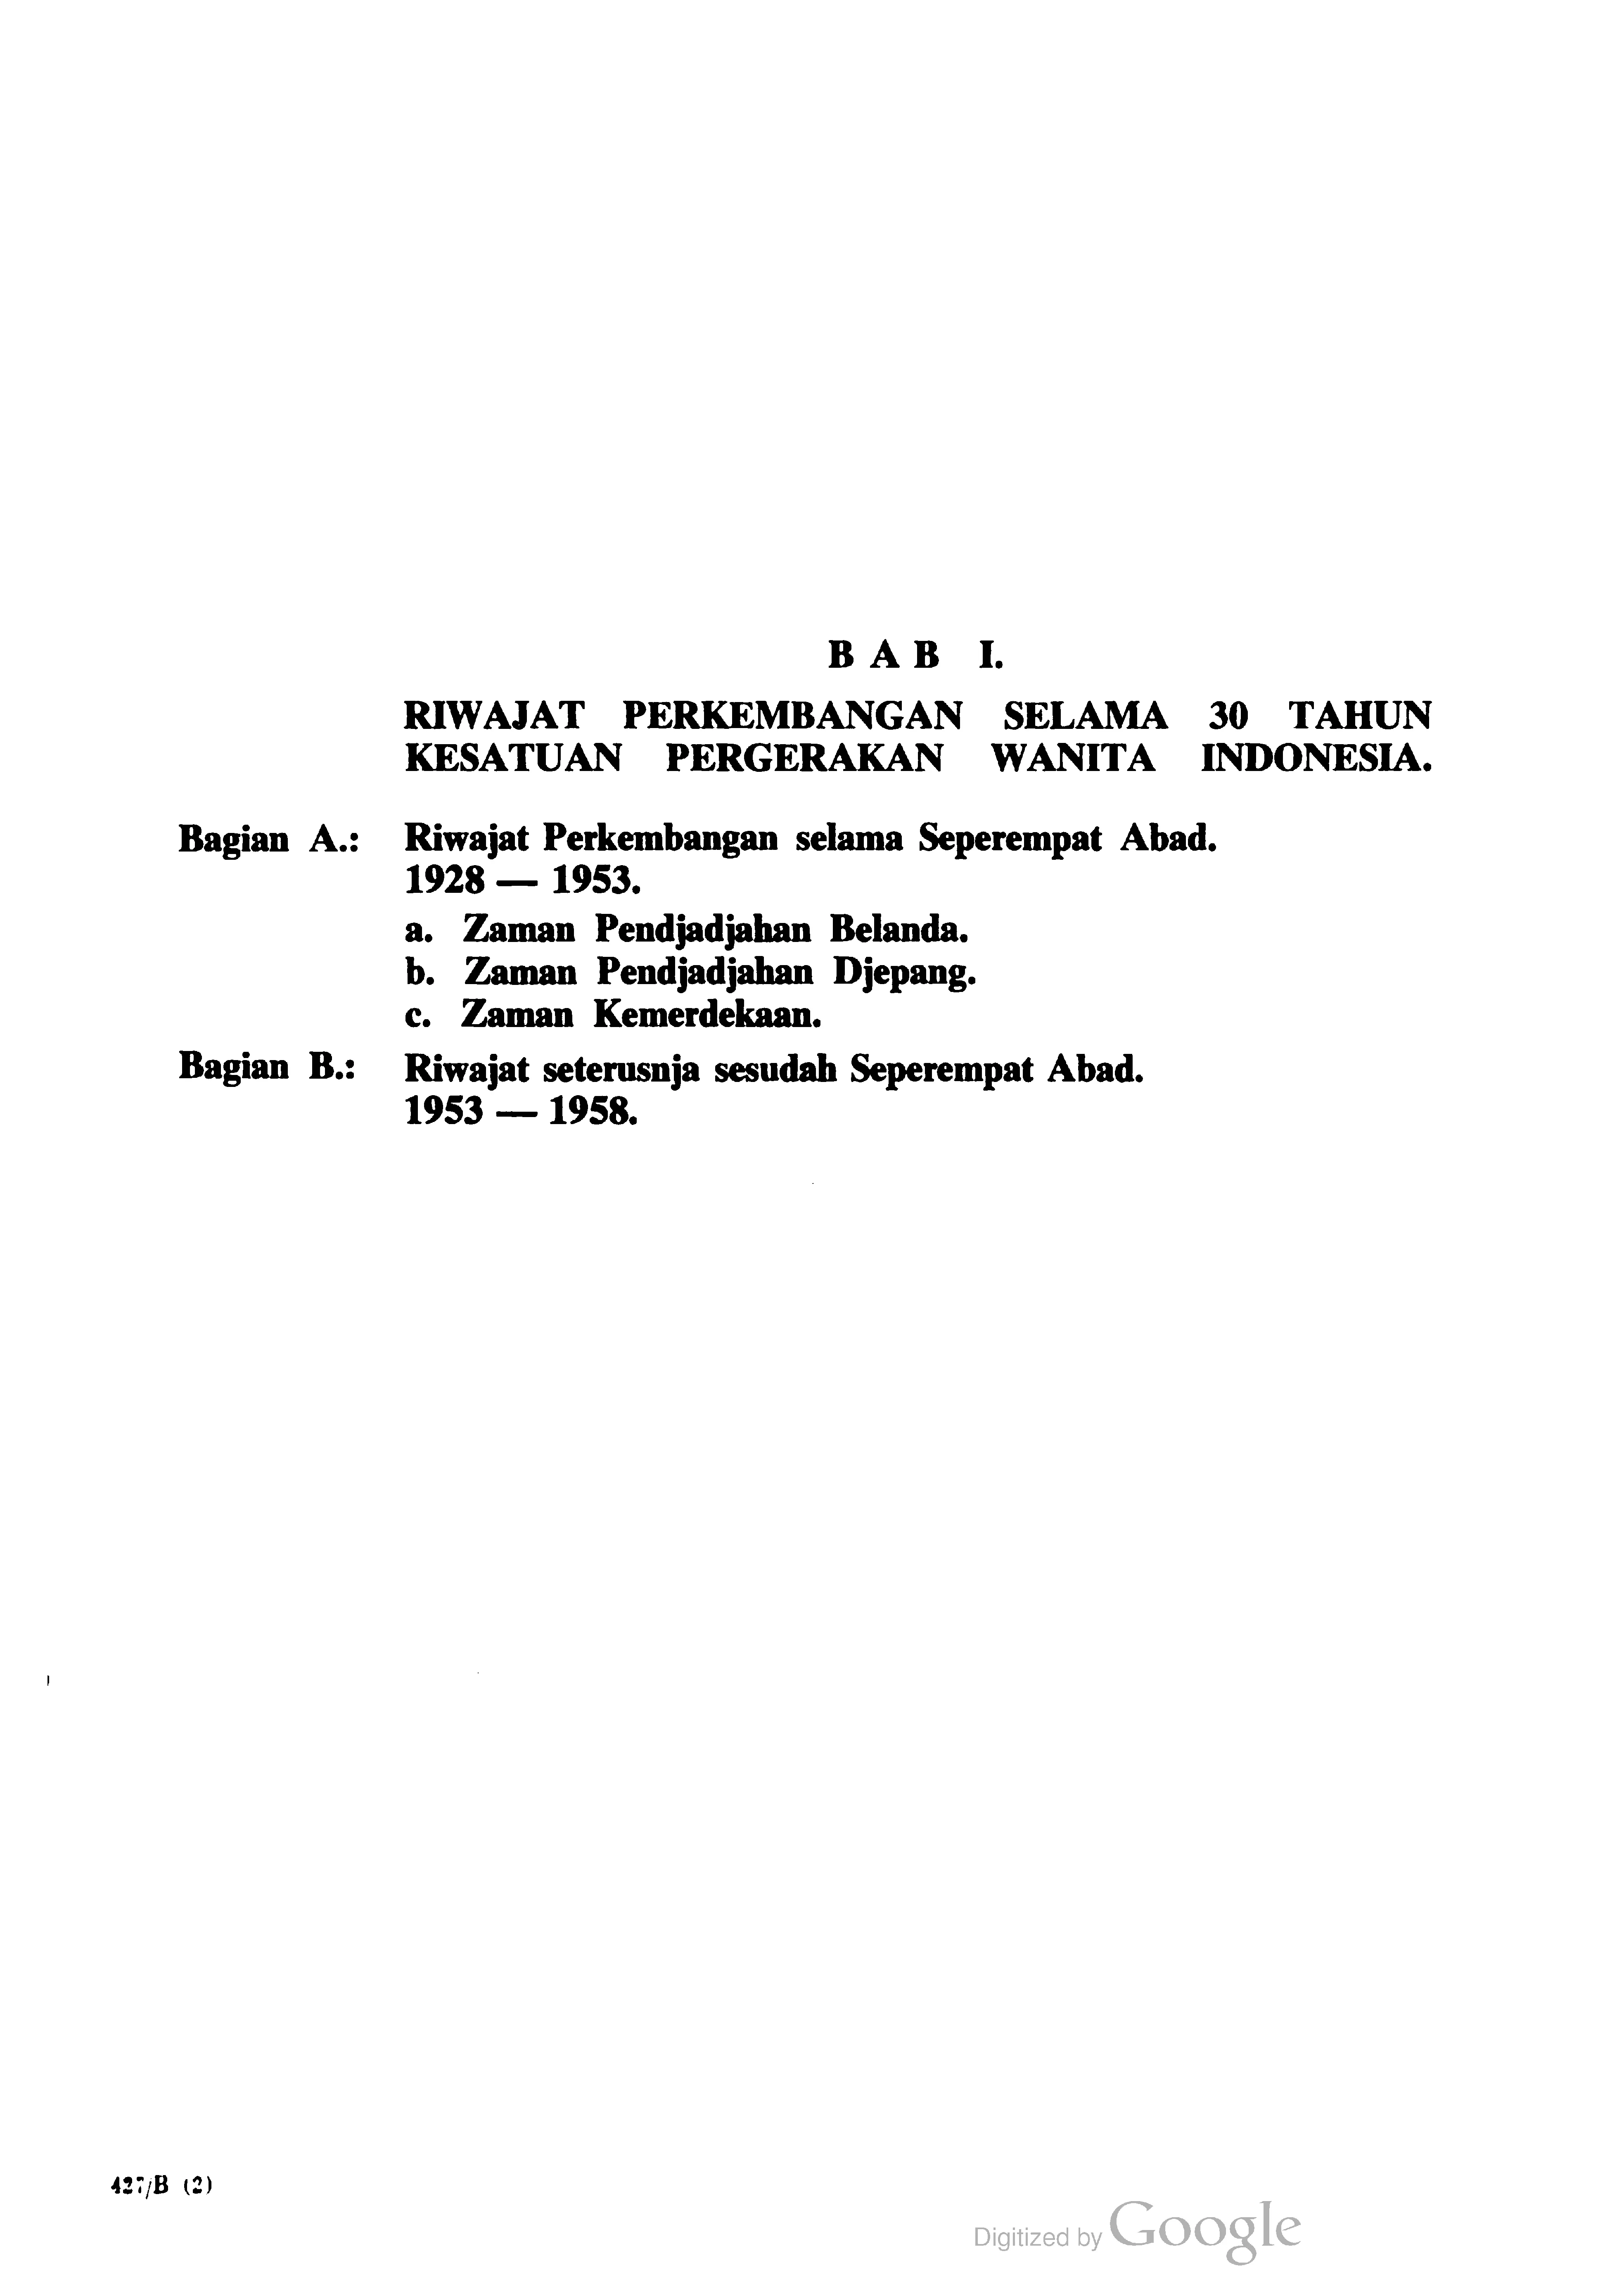 BAB I.
RIWAJAT PERKEMBANGAN SELAMA 30 TAHUN
KESATUAN PERGERAKAN WANITA INDONESIA.
Bagian A.: Riwajat Perkembangan selama Seperempat Abad.
1928 — 1953.
a. Zaman Pendjadjahan Belanda.
b. Zaman Pendjadjahan Djepang.
c. Zaman Kemerdekaan.
Bagian B.: Riwajat seterusnja sesudah Seperempat Abad.
1953 — 1958.
427/B (2)
Digitized by Google